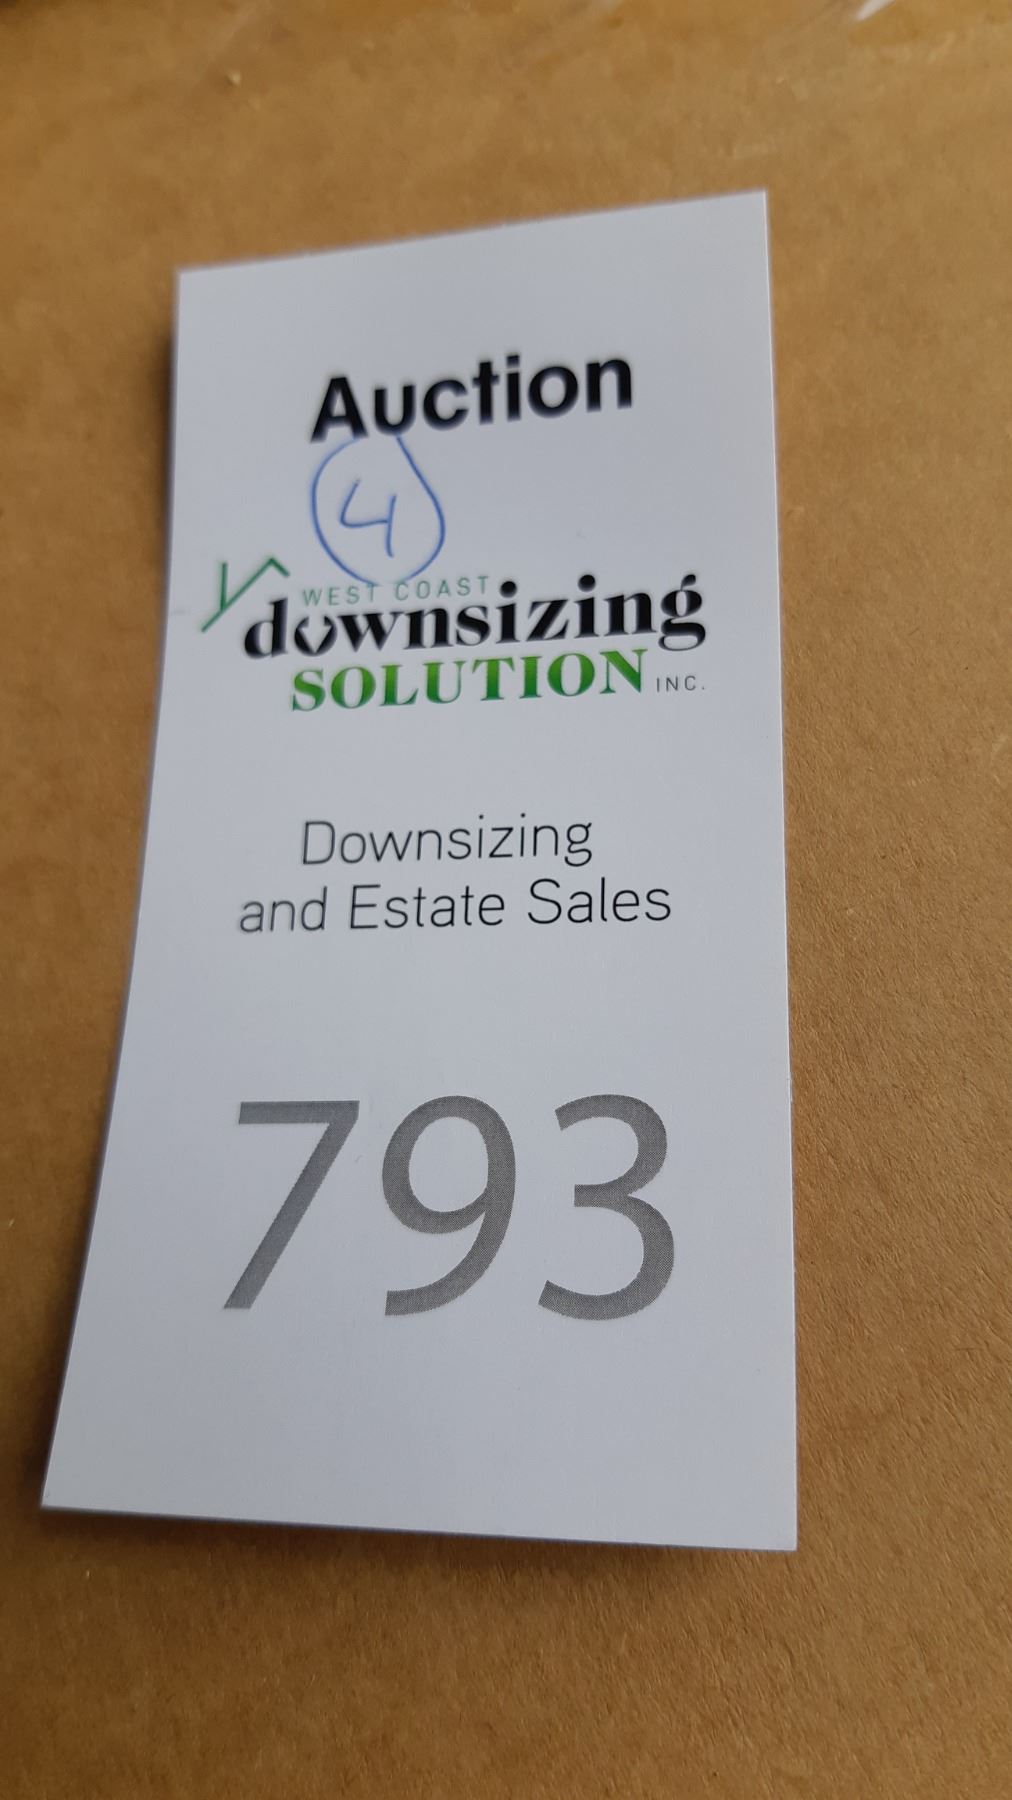 Auction
4
WEST COAST
downsizing
SOLUTION INC.
Downsizing
and Estate Sales
793